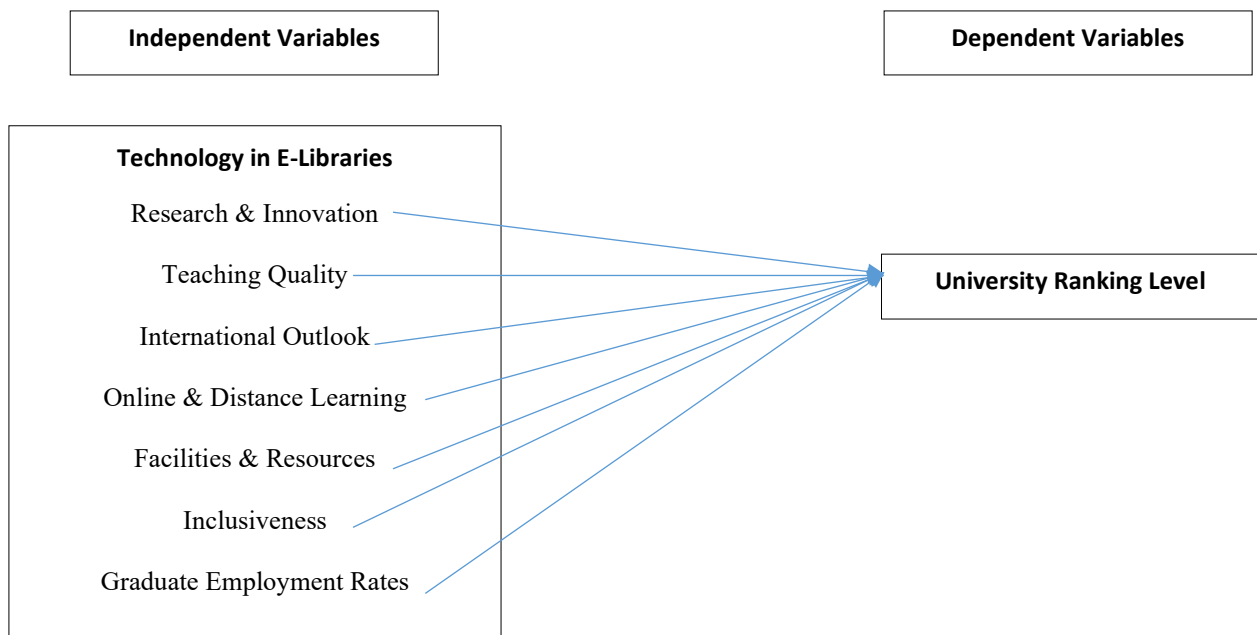 Independent Variables
Dependent Variables
Technology in E-Libraries
Research & Innovation
Teaching Quality
International Outlook
Online & Distance Learning
Facilities & Resources
Inclusiveness
Graduate Employment Rates
University Ranking Level